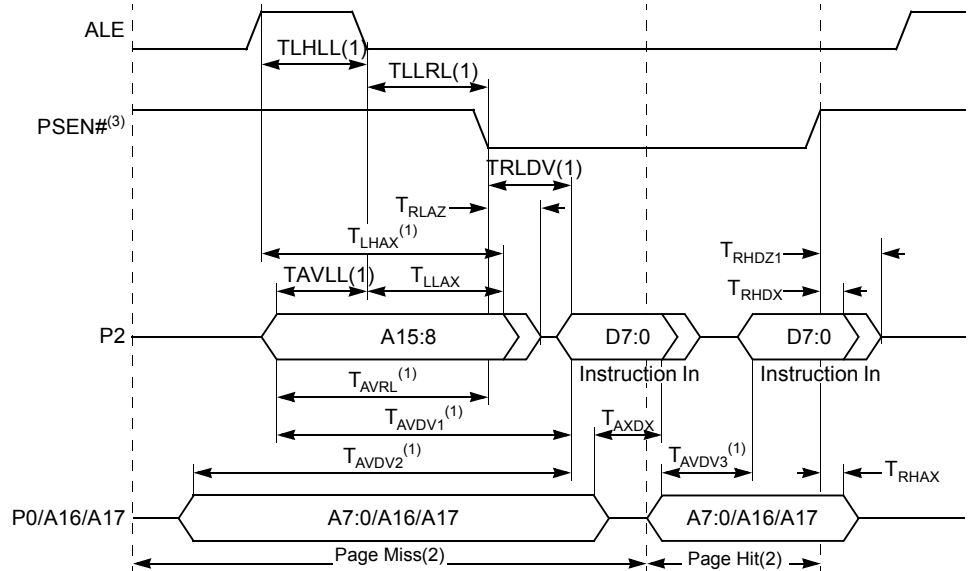 ALE
TLHLL(1)
TLLRL(1)
PSEN#(3)
TRLDV(1)
TRLAZ
TLHAX(1)
TRHDZ1
TAVLL(1)
TLLAX
TRHDX
P2
A15:8
D7:0
D7:0
Instruction In
Instruction In
TAVRL(1)
TAVDV1(1)
TAXDX
TAVDV2(1)
TAVDV3(1)
TRHAX
P0/A16/A17
A7:0/A16/A17
A7:0/A16/A17
Page Miss(2)
Page Hit(2)